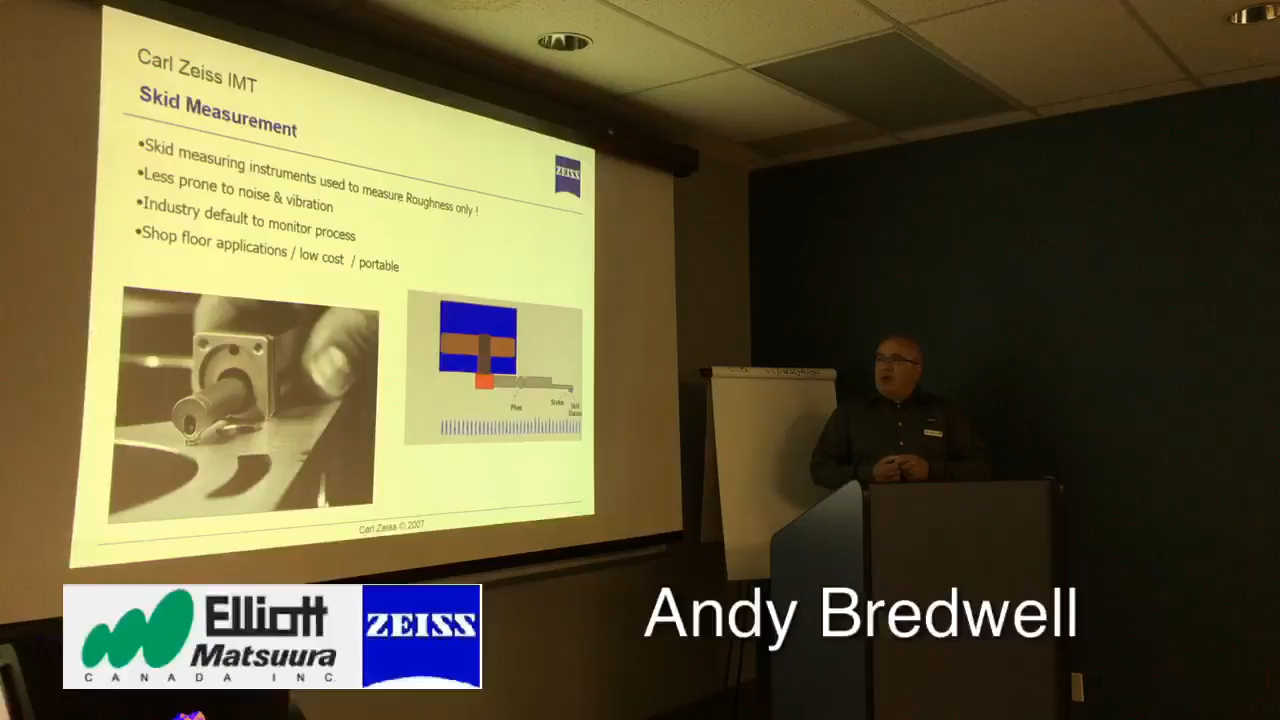 Carl Zeiss IMT
Skid Measurement
•Skid measuring instruments used to measure Roughness only !
•Less prone to noise & vibration
•Industry default to monitor process
•Shop floor applications / low cost / portable
ZEISS
Pivot
Stylus
Skid
Carl Zeiss © 2007
Elliott
Matsuura
CANADA INC.
ZEISS
Andy Bredwell